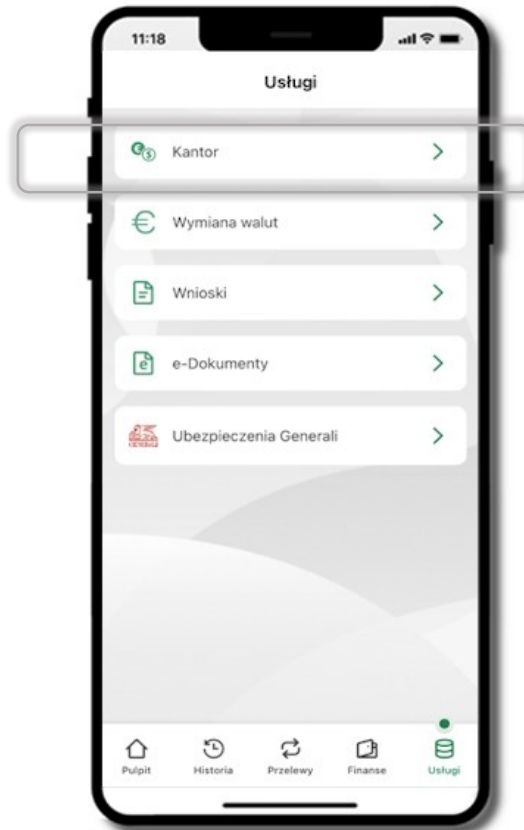 11:18
Usługi
Kantor
Wymiana walut
Wnioski
e-Dokumenty
Ubezpieczenia Generali
Pulpit
Historia
Przelewy
Finanse
Usługi